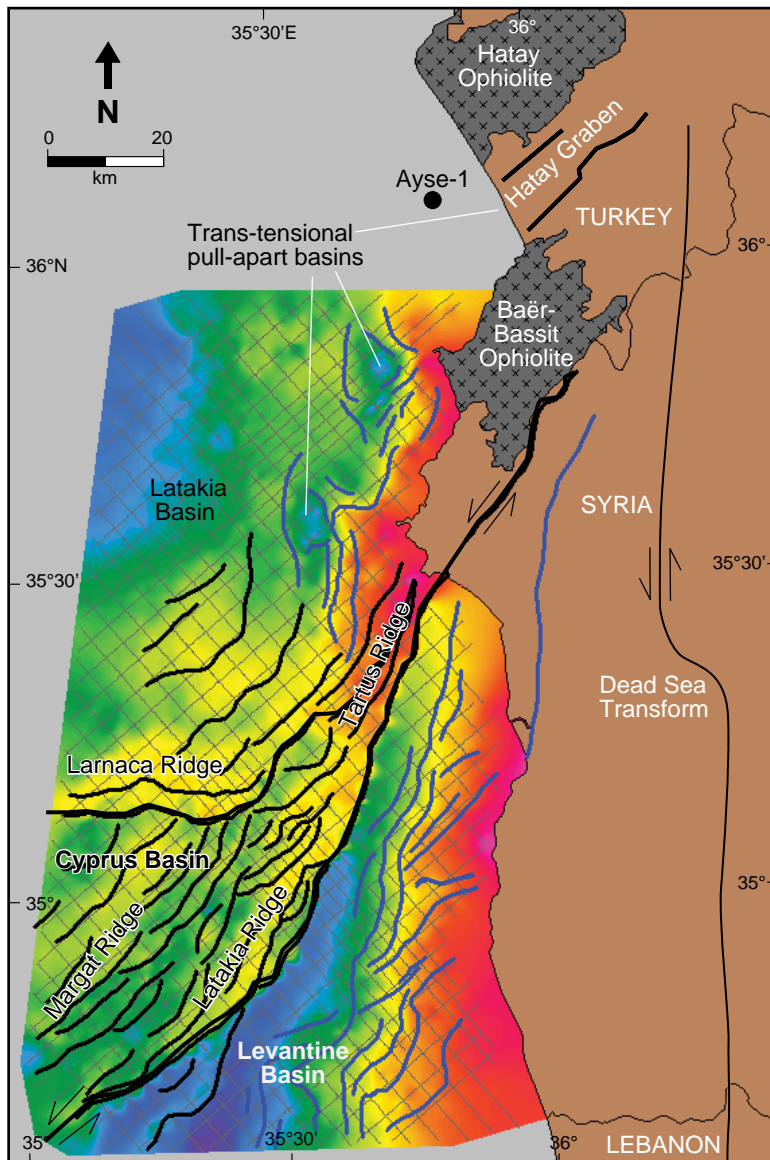 35°30'E
36°
Hatay
Ophiolite
N
0
20
km
Hatay Graben
Ayse-1
TURKEY
Trans-tensional
pull-apart basins
36°N
36°
Baër-
Bassit
Ophiolite
Latakia
Basin
SYRIA
35°30'
35°30'
Tartus Ridge
Dead Sea
Transform
Larnaca Ridge
Cyprus Basin
35°
35°
Margat Ridge
Latakia Ridge
Levantine
Basin
35°
35°30'
36°
LEBANON